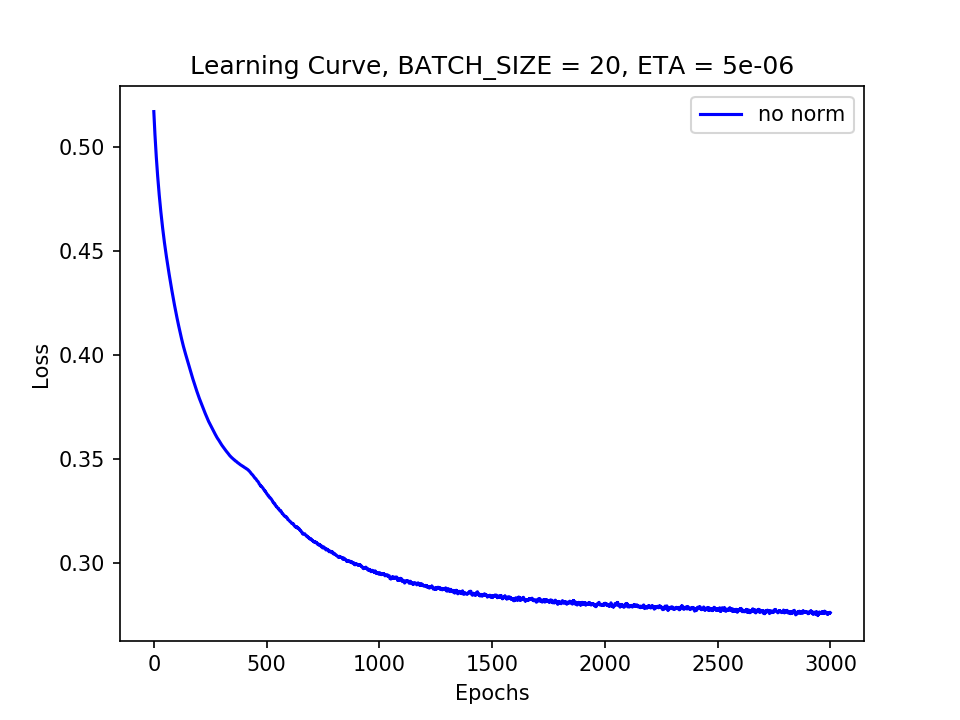 Learning Curve, BATCH_SIZE = 20, ETA = 5e-06
no norm
0.50
0.45
0.40
0.35
0.30
Loss
0 500 1000 1500 2000 2500 3000
Epochs